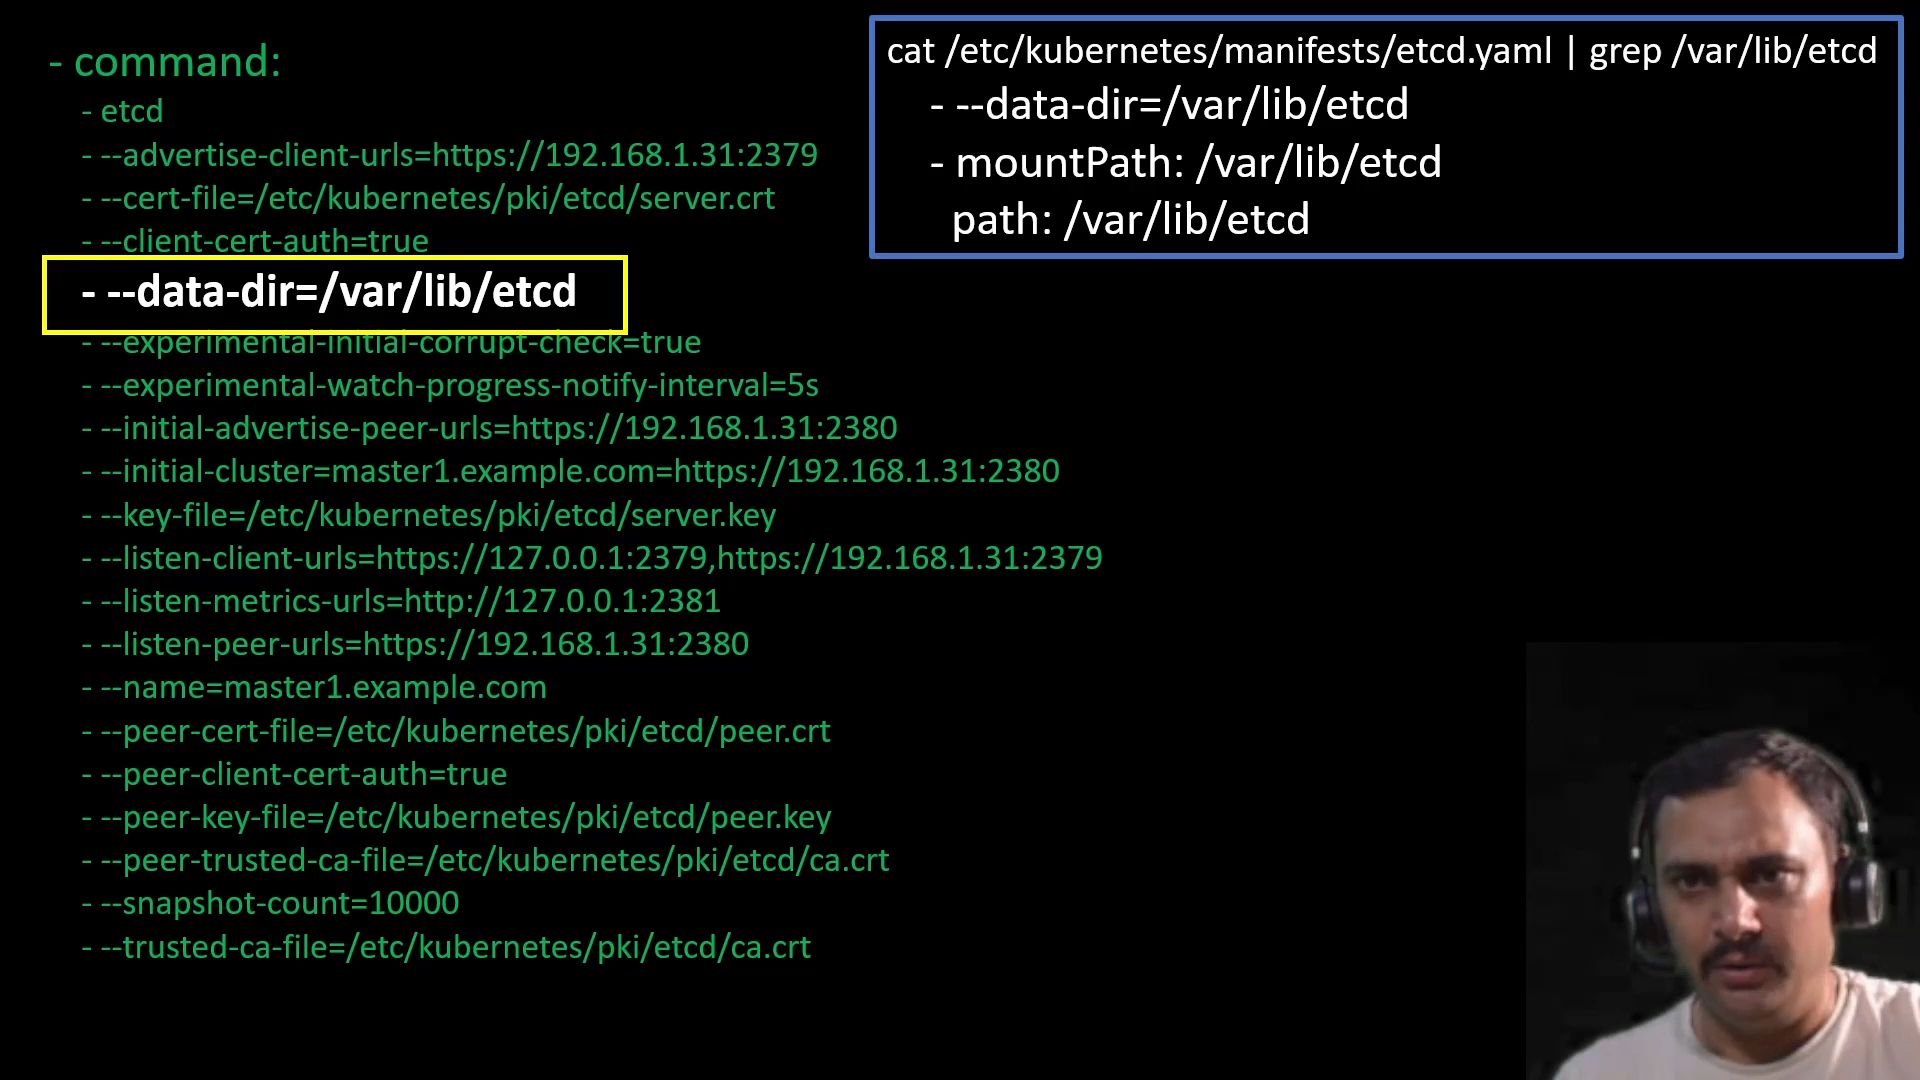 - command:
- etcd
- --advertise-client-urls=https://192.168.1.31:2379
- --cert-file=/etc/kubernetes/pki/etcd/server.crt
- --client-cert-auth=true
- --data-dir=/var/lib/etcd
- --experimental-initial-corrupt-check=true
- --experimental-watch-progress-notify-interval=5s
- --initial-advertise-peer-urls=https://192.168.1.31:2380
- --initial-cluster=master1.example.com=https://192.168.1.31:2380
- --key-file=/etc/kubernetes/pki/etcd/server.key
- --listen-client-urls=https://127.0.0.1:2379,https://192.168.1.31:2379
- --listen-metrics-urls=http://127.0.0.1:2381
- --listen-peer-urls=https://192.168.1.31:2380
- --name=master1.example.com
- --peer-cert-file=/etc/kubernetes/pki/etcd/peer.crt
- --peer-client-cert-auth=true
- --peer-key-file=/etc/kubernetes/pki/etcd/peer.key
- --peer-trusted-ca-file=/etc/kubernetes/pki/etcd/ca.crt
- --snapshot-count=10000
- --trusted-ca-file=/etc/kubernetes/pki/etcd/ca.crt
cat /etc/kubernetes/manifests/etcd.yaml | grep /var/lib/etcd
- --data-dir=/var/lib/etcd
- mountPath: /var/lib/etcd
path: /var/lib/etcd